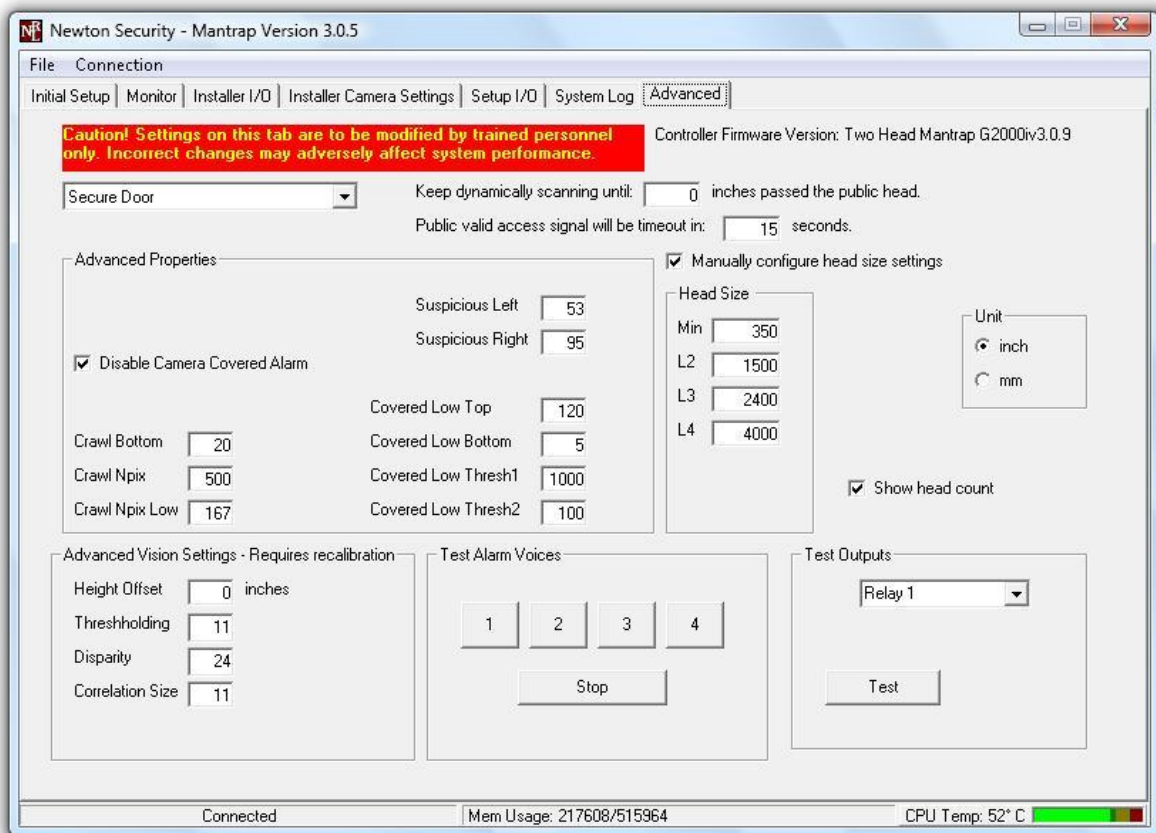 NRL
Newton Security - Mantrap Version 3.0.5
File Connection
Initial Setup Monitor Installer I/O Installer Camera Settings Setup I/O System Log Advanced
Caution! Settings on this tab are to be modified by trained personnel
only. Incorrect changes may adversely affect system performance.
Controller Firmware Version: Two Head Mantrap G2000iv3.0.9
Secure Door
Keep dynamically scanning until: 0 inches passed the public head.
Public valid access signal will be timeout in: 15 seconds.
Advanced Properties
Suspicious Left 53
Suspicious Right 95
Disable Camera Covered Alarm
Covered Low Top 120
Crawl Bottom 20
Covered Low Bottom 5
Crawl Npix 500
Covered Low Thresh1 1000
Crawl Npix Low 167
Covered Low Thresh2 100
Manually configure head size settings
Head Size
Min 350
L2 1500
L3 2400
L4 4000
Unit
inch
mm
Show head count
Advanced Vision Settings - Requires recalibration
Height Offset 0 inches
Threshholding 11
Disparity 24
Correlation Size 11
Test Alarm Voices
1 2 3 4
Stop
Test Outputs
Relay 1
Test
Connected
Mem Usage: 217608/515964
CPU Temp: 52° C